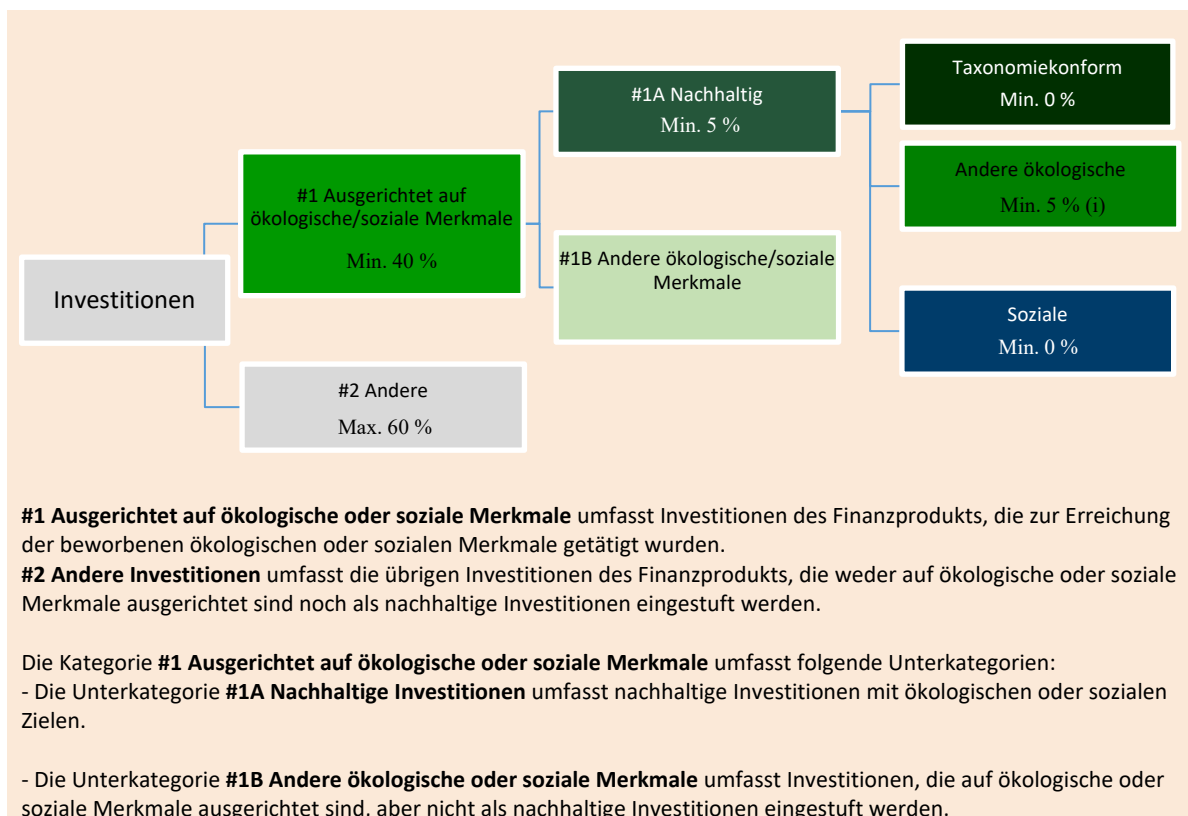 Taxonomiekonform
Min. 0 %
#1A Nachhaltig
Min. 5 %
Andere ökologische
Min. 5 % (i)
#1 Ausgerichtet auf
ökologische/soziale Merkmale
Min. 40 %
#1B Andere ökologische/soziale
Merkmale
Investitionen
Soziale
Min. 0 %
#2 Andere
Max. 60 %
#1 Ausgerichtet auf ökologische oder soziale Merkmale umfasst Investitionen des Finanzprodukts, die zur Erreichung
der beworbenen ökologischen oder sozialen Merkmale getätigt wurden.
#2 Andere Investitionen umfasst die übrigen Investitionen des Finanzprodukts, die weder auf ökologische oder soziale
Merkmale ausgerichtet sind noch als nachhaltige Investitionen eingestuft werden.
Die Kategorie #1 Ausgerichtet auf ökologische oder soziale Merkmale umfasst folgende Unterkategorien:
- Die Unterkategorie #1A Nachhaltige Investitionen umfasst nachhaltige Investitionen mit ökologischen oder sozialen
Zielen.
- Die Unterkategorie #1B Andere ökologische oder soziale Merkmale umfasst Investitionen, die auf ökologische oder
soziale Merkmale ausgerichtet sind, aber nicht als nachhaltige Investitionen eingestuft werden.